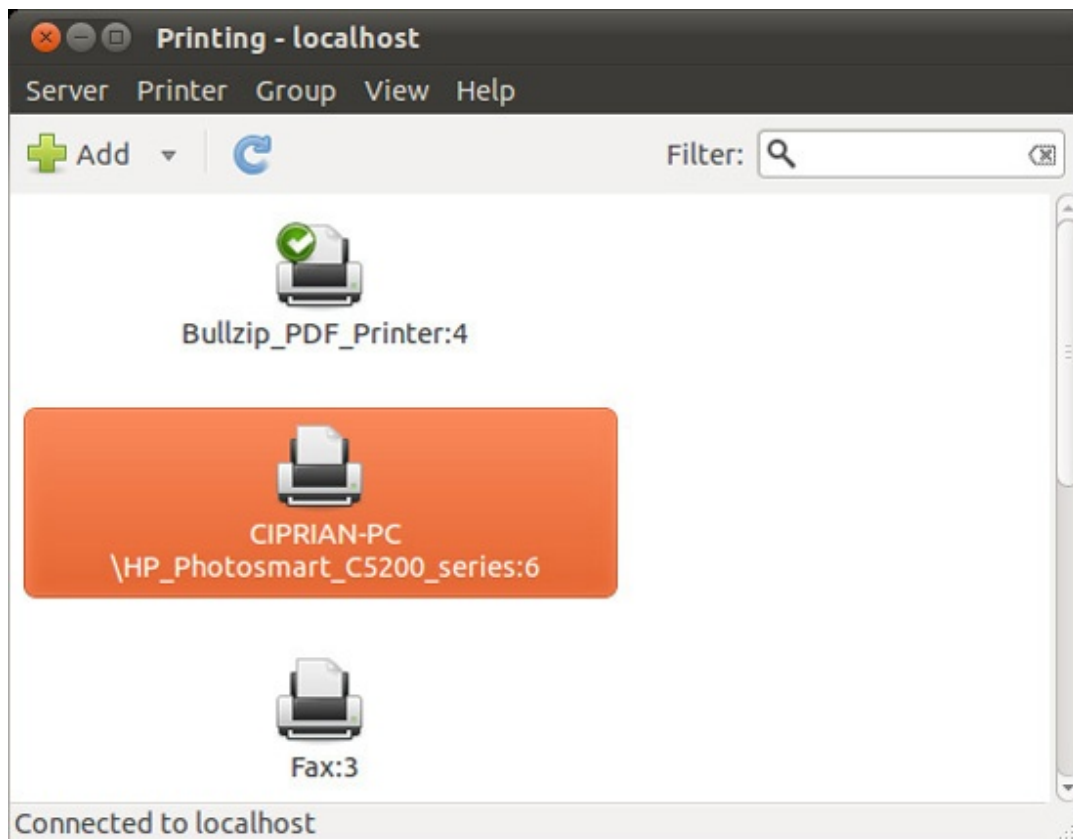 Printing - localhost
Server Printer Group View Help
Add Filter:
Bullzip_PDF_Printer:4
CIPRIAN-PC
\HP_Photosmart_C5200_series:6
Fax:3
Connected to localhost